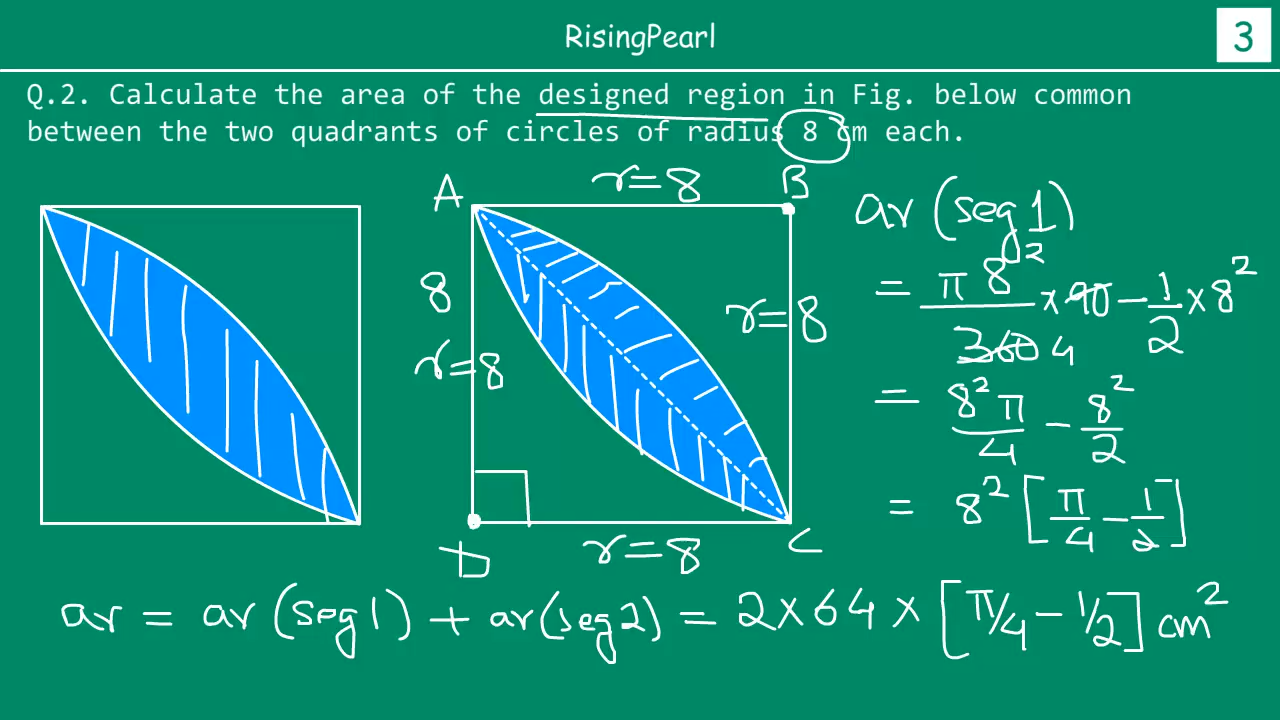 RisingPearl
3
Q.2. Calculate the area of the designed region in Fig. below common
between the two quadrants of circles of radius 8 cm each.
A
r=8
B
8
r=8
r=8
D
r=8
C
ar (seg 1)
= π 8² / 360 4 × 90 - 1/2 × 8²
= 8² π / 4 - 8² / 2
= 8² [π/4 - 1/2]
ar = ar (seg 1) + ar (seg 2) = 2 × 64 × [π/4 - 1/2] cm²